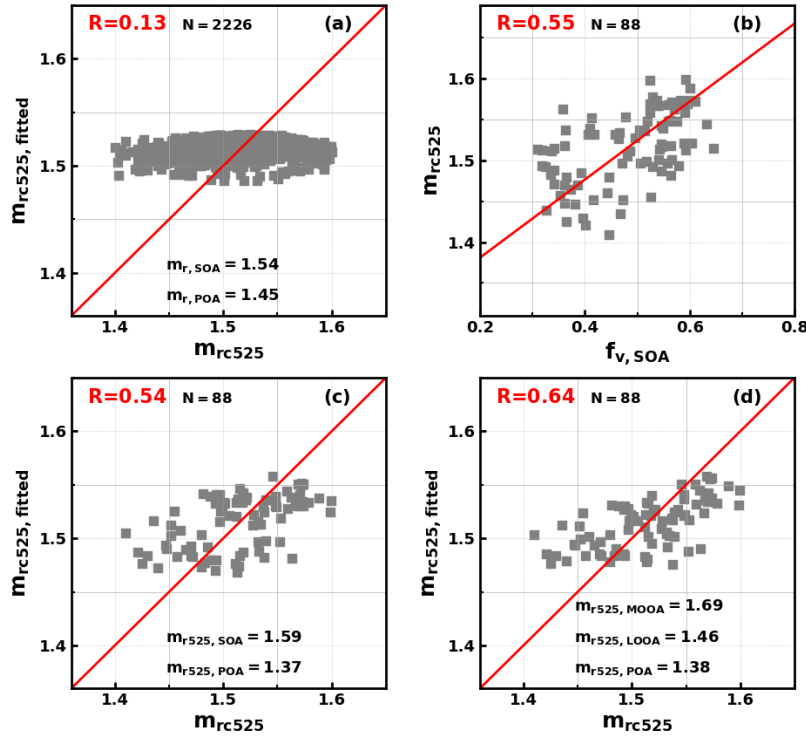 R=0.13 N = 2226 (a)
1.6
1.5
1.4
m_rc525, fitted
m_r,SOA = 1.54
m_r,POA = 1.45
1.4 1.5 1.6
m_rc525
R=0.55 N = 88 (b)
1.6
1.5
1.4
m_rc525
0.2 0.4 0.6 0.8
f_v, SOA
R=0.54 N = 88 (c)
1.6
1.5
1.4
m_rc525, fitted
m_r525, SOA = 1.59
m_r525, POA = 1.37
1.4 1.5 1.6
m_rc525
R=0.64 N = 88 (d)
1.6
1.5
1.4
m_rc525, fitted
m_r525, MOOA = 1.69
m_r525, LOOA = 1.46
m_r525, POA = 1.38
1.4 1.5 1.6
m_rc525